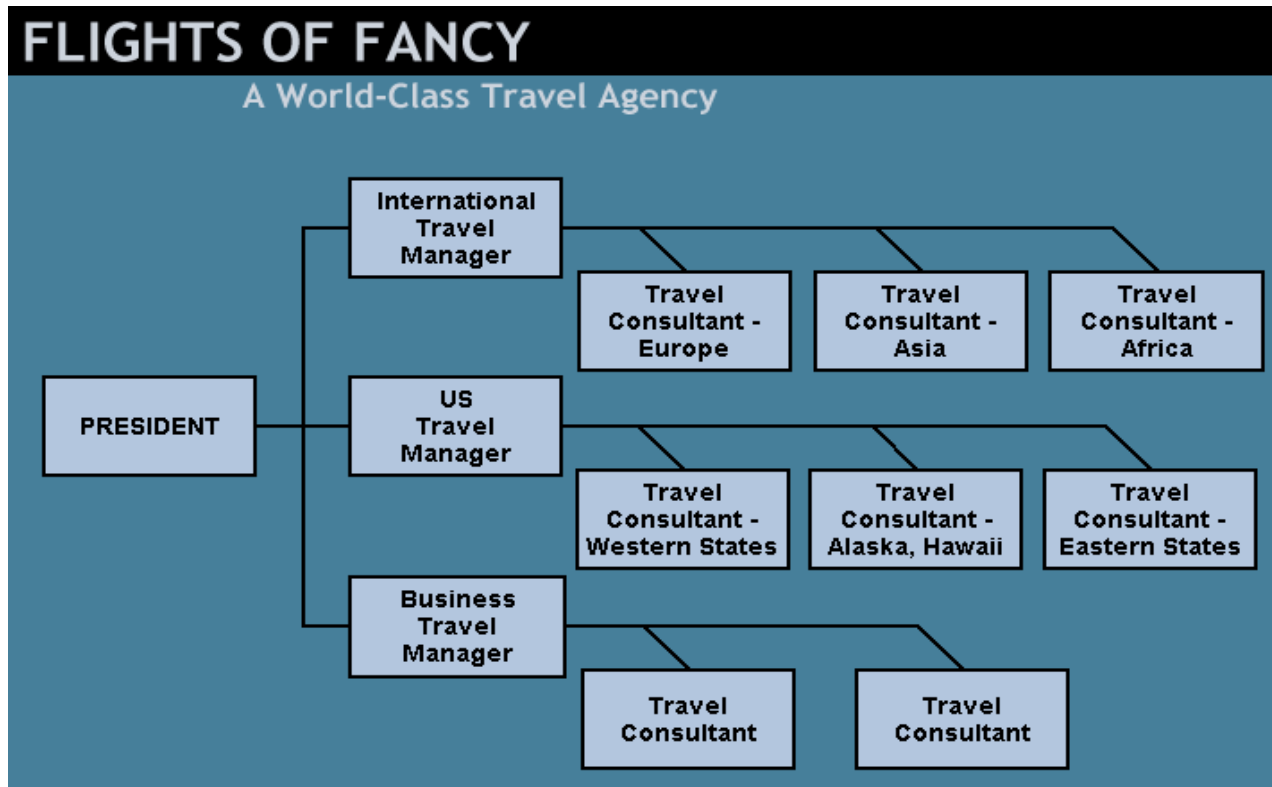 FLIGHTS OF FANCY
A World-Class Travel Agency
International
Travel
Manager
Travel
Consultant -
Europe
Travel
Consultant -
Asia
Travel
Consultant -
Africa
PRESIDENT
US
Travel
Manager
Travel
Consultant -
Western States
Travel
Consultant -
Alaska, Hawaii
Travel
Consultant -
Eastern States
Business
Travel
Manager
Travel
Consultant
Travel
Consultant